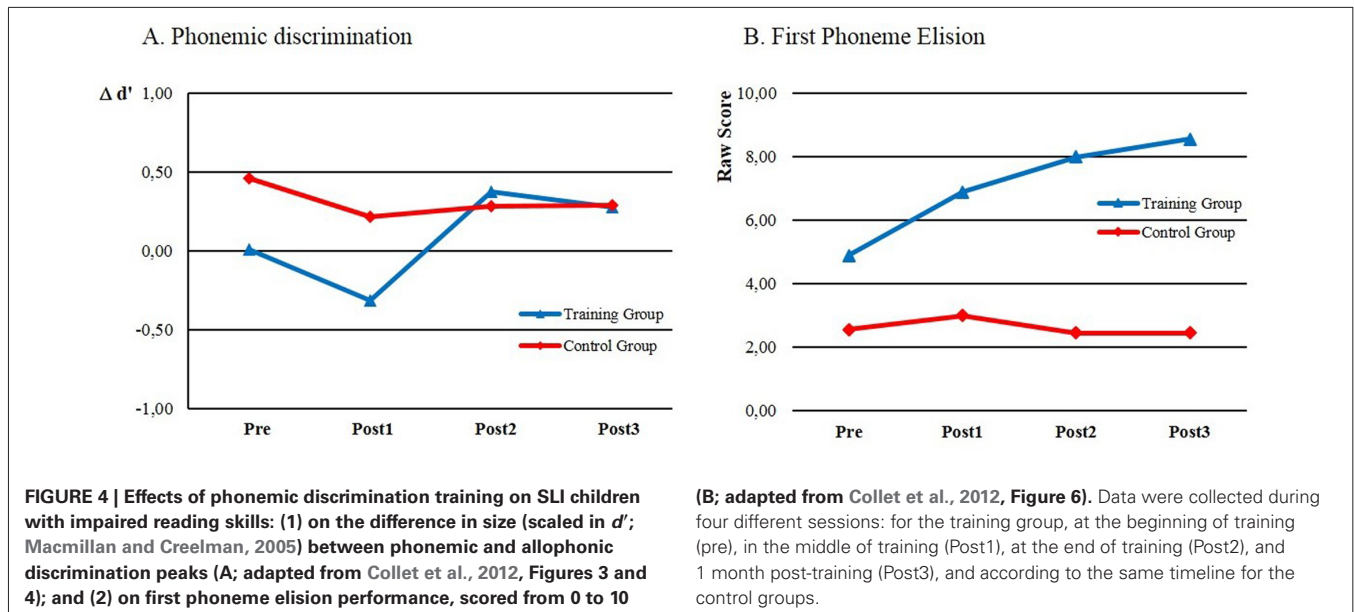 A. Phonemic discrimination
Δ d'
1,00
0,50
0,00
-0,50
-1,00
Training Group
Control Group
Pre Post1 Post2 Post3
B. First Phoneme Elision
Raw Score
10,00
8,00
6,00
4,00
2,00
0,00
Training Group
Control Group
Pre Post1 Post2 Post3
FIGURE 4 | Effects of phonemic discrimination training on SLI children
with impaired reading skills: (1) on the difference in size (scaled in d′;
Macmillan and Creelman, 2005) between phonemic and allophonic
discrimination peaks (A; adapted from Collet et al., 2012, Figures 3 and
4); and (2) on first phoneme elision performance, scored from 0 to 10
(B; adapted from Collet et al., 2012, Figure 6). Data were collected during
four different sessions: for the training group, at the beginning of training
(pre), in the middle of training (Post1), at the end of training (Post2), and
1 month post-training (Post3), and according to the same timeline for the
control groups.